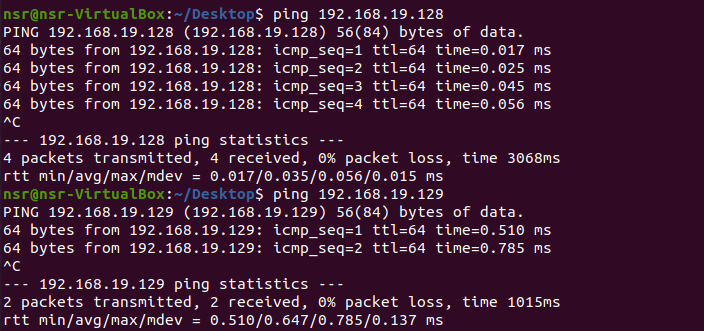 nsr@nsr-VirtualBox:~/Desktop$ ping 192.168.19.128
PING 192.168.19.128 (192.168.19.128) 56(84) bytes of data.
64 bytes from 192.168.19.128: icmp_seq=1 ttl=64 time=0.017 ms
64 bytes from 192.168.19.128: icmp_seq=2 ttl=64 time=0.025 ms
64 bytes from 192.168.19.128: icmp_seq=3 ttl=64 time=0.045 ms
64 bytes from 192.168.19.128: icmp_seq=4 ttl=64 time=0.056 ms
^C
--- 192.168.19.128 ping statistics ---
4 packets transmitted, 4 received, 0% packet loss, time 3068ms
rtt min/avg/max/mdev = 0.017/0.035/0.056/0.015 ms
nsr@nsr-VirtualBox:~/Desktop$ ping 192.168.19.129
PING 192.168.19.129 (192.168.19.129) 56(84) bytes of data.
64 bytes from 192.168.19.129: icmp_seq=1 ttl=64 time=0.510 ms
64 bytes from 192.168.19.129: icmp_seq=2 ttl=64 time=0.785 ms
^C
--- 192.168.19.129 ping statistics ---
2 packets transmitted, 2 received, 0% packet loss, time 1015ms
rtt min/avg/max/mdev = 0.510/0.647/0.785/0.137 ms